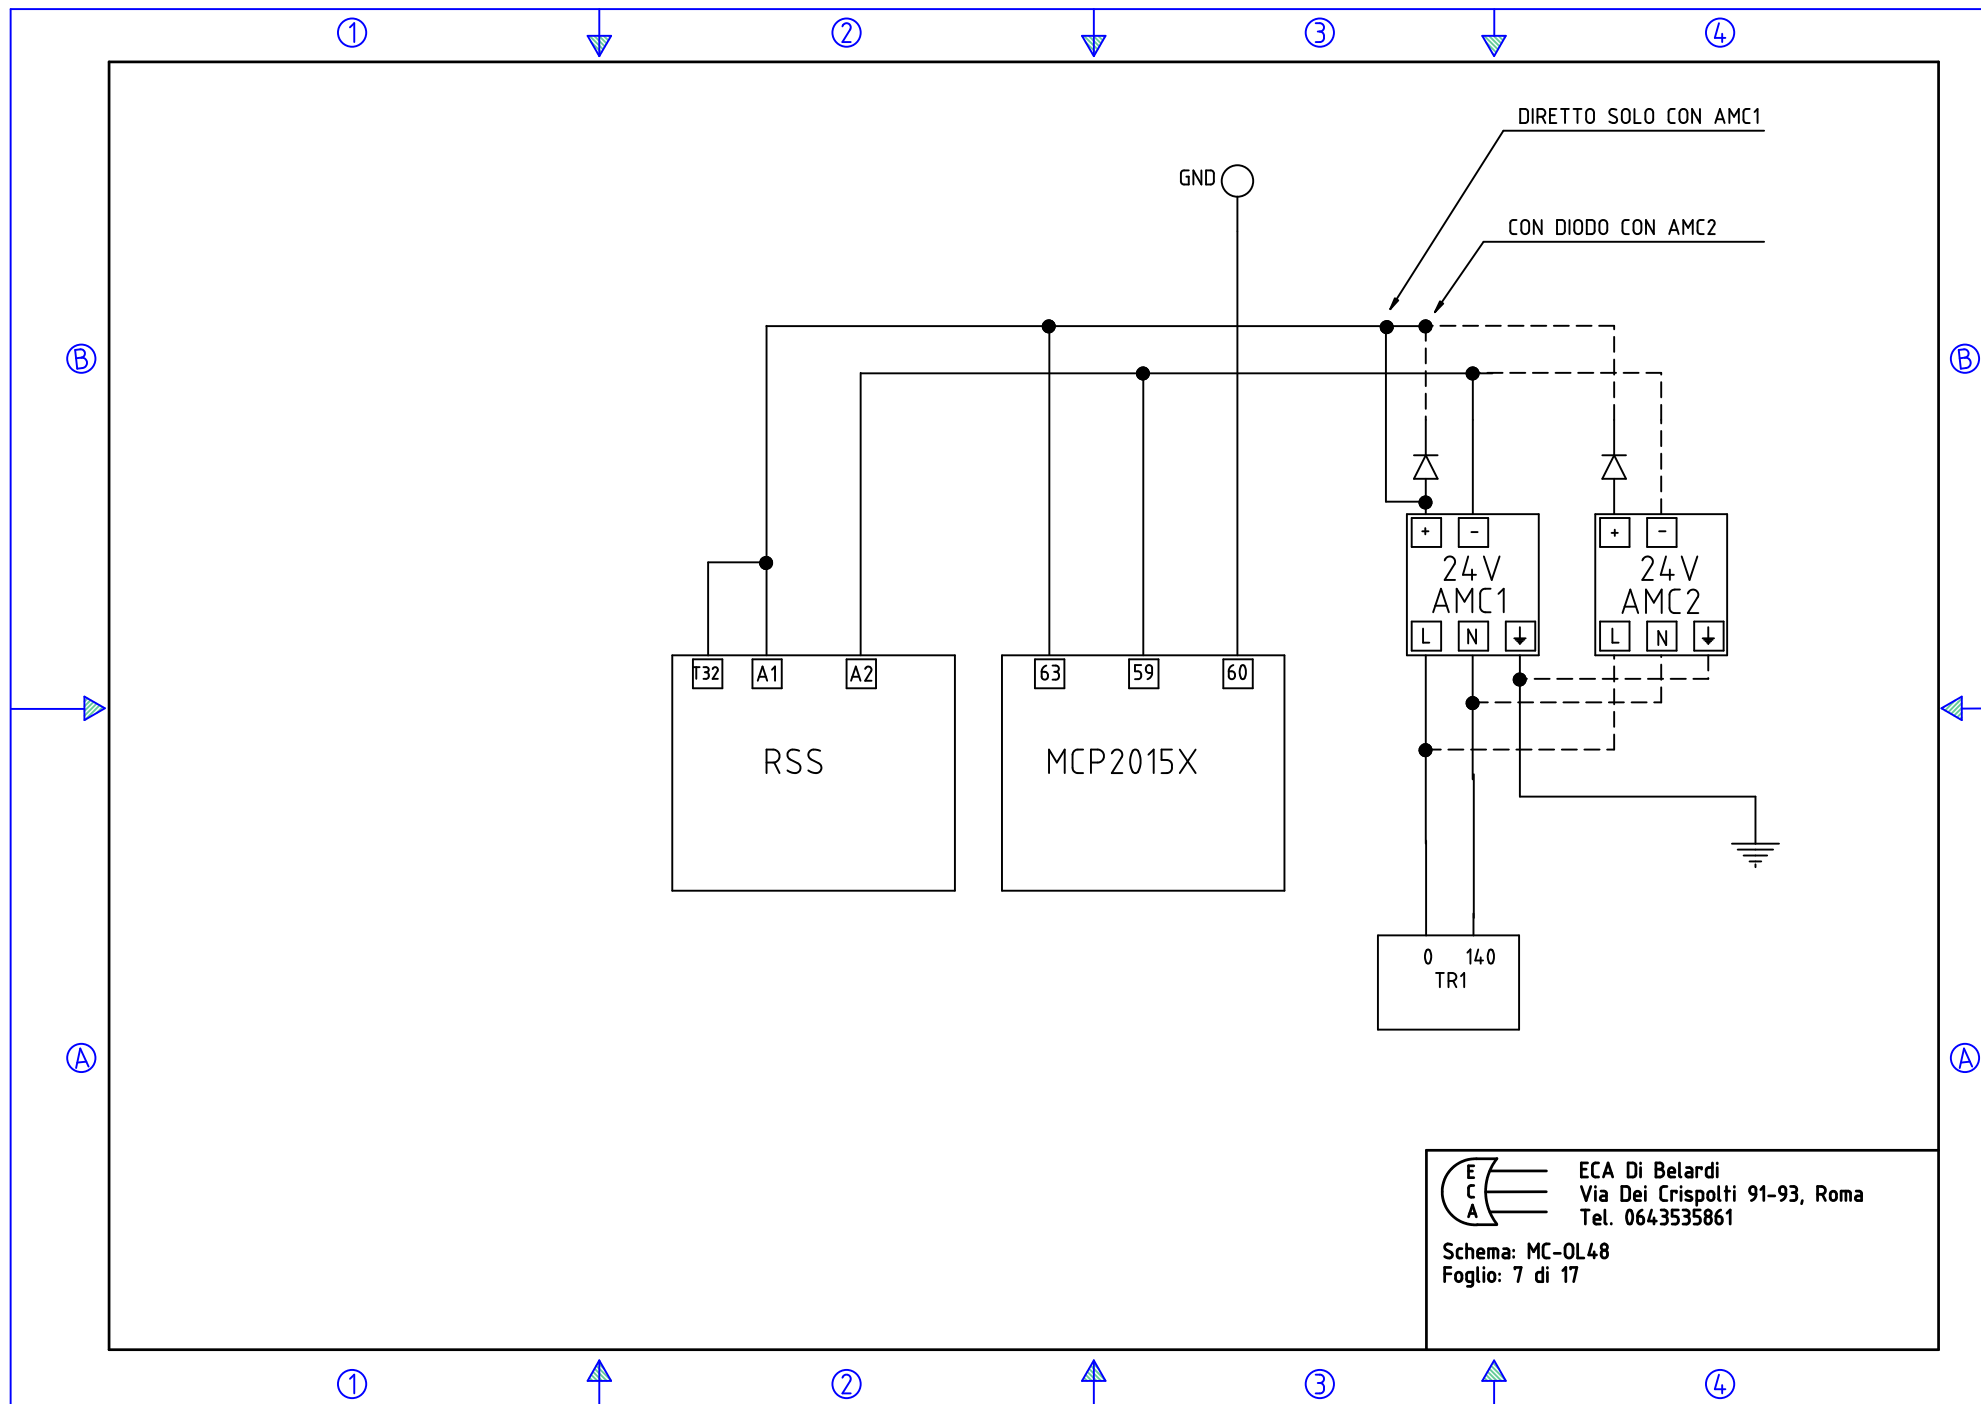 1 2 3 4
DIRETTO SOLO CON AMC1
GND
CON DIODO CON AMC2
B B
+ - + -
24V 24V
AMC1 AMC2
L N L N
T32 A1 A2 63 59 60
RSS MCP2015X
0 140
TR1
A A
E
C
A
ECA Di Belardi
Via Dei Crispolti 91-93, Roma
Tel. 0643535861
Schema: MC-OL48
Foglio: 7 di 17
1 2 3 4